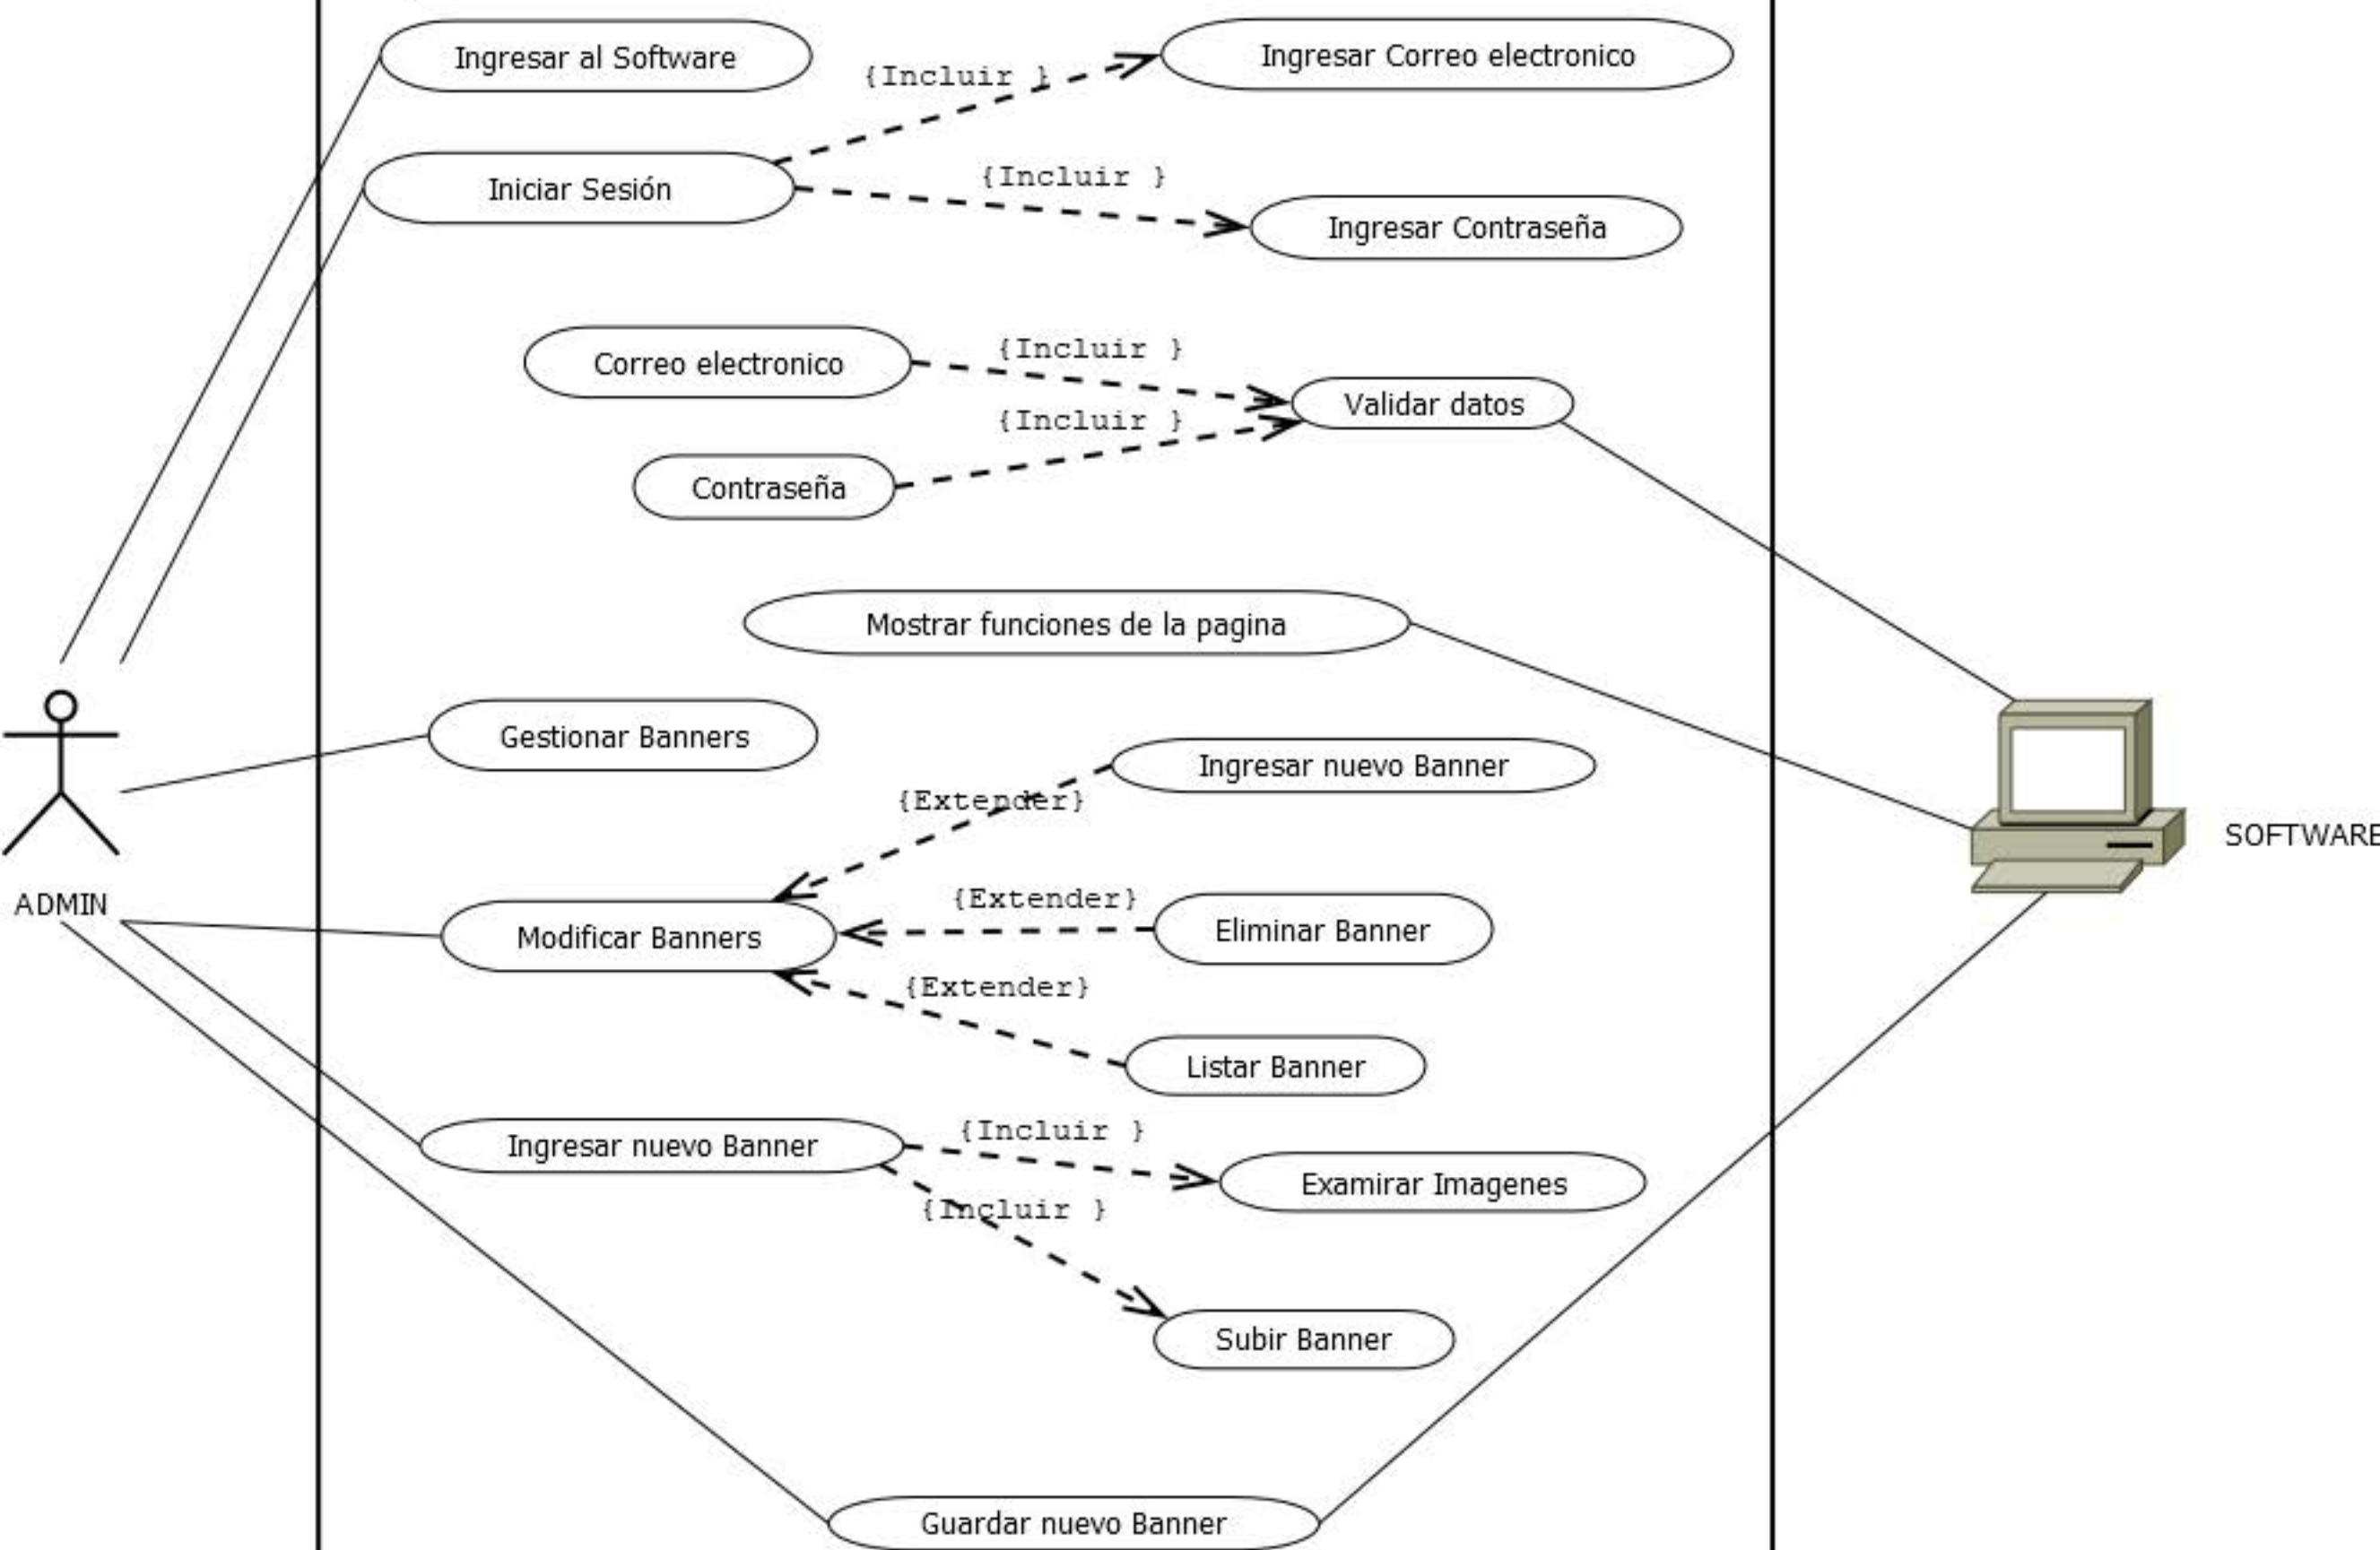 Ingresar al Software
Ingresar Correo electronico
{Incluir }
Iniciar Sesión
{Incluir }
Ingresar Contraseña
Correo electronico
{Incluir }
Validar datos
{Incluir }
Contraseña
Mostrar funciones de la pagina
Gestionar Banners
Ingresar nuevo Banner
{Extender}
SOFTWARE
ADMIN
{Extender}
Modificar Banners
Eliminar Banner
{Extender}
Listar Banner
{Incluir }
Ingresar nuevo Banner
Examirar Imagenes
{Incluir }
Subir Banner
Guardar nuevo Banner